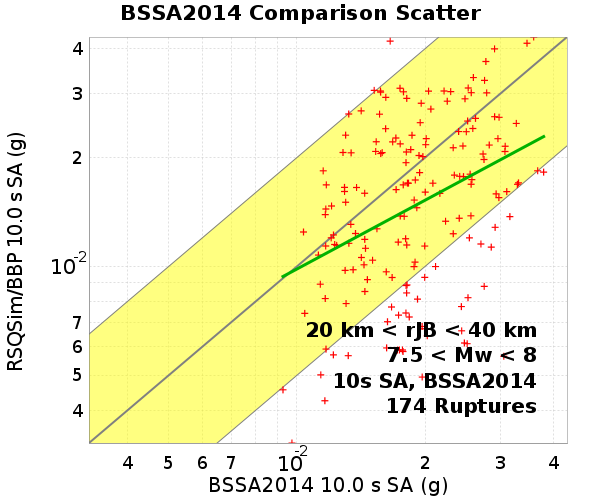 BSSA2014 Comparison Scatter
RSQSim/BBP 10.0 s SA (g)
4
3
2
10-2
7
6
5
4
20 km < rJB < 40 km
7.5 < Mw < 8
10s SA, BSSA2014
174 Ruptures
4 5 6 7 10-2 2 3 4
BSSA2014 10.0 s SA (g)